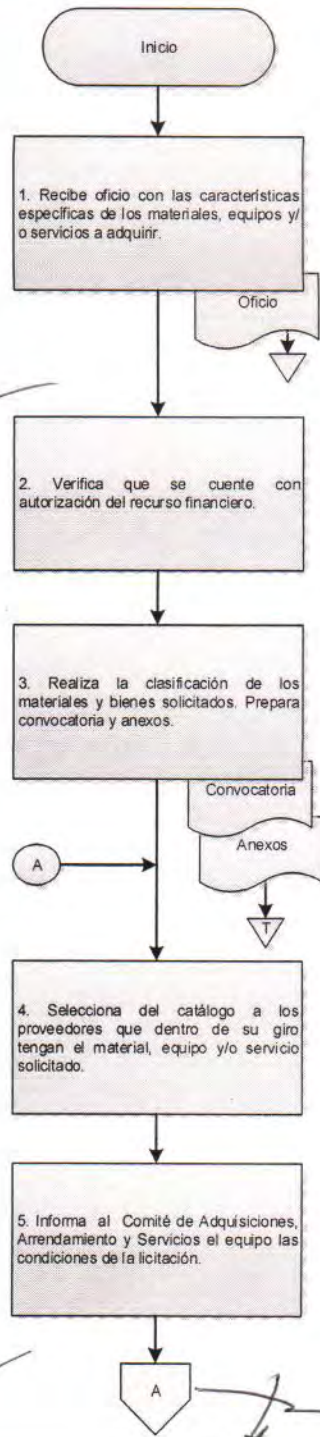 Inicio
1. Recibe oficio con las características
específicas de los materiales, equipos y/
o servicios a adquirir.
Oficio
2. Verifica que se cuente con
autorización del recurso financiero.
3. Realiza la clasificación de los
materiales y bienes solicitados. Prepara
convocatoria y anexos.
Convocatoria
Anexos
A
T
4. Selecciona del catálogo a los
proveedores que dentro de su giro
tengan el material, equipo y/o servicio
solicitado.
5. Informa al Comité de Adquisiciones,
Arrendamiento y Servicios el equipo las
condiciones de la licitación.
A